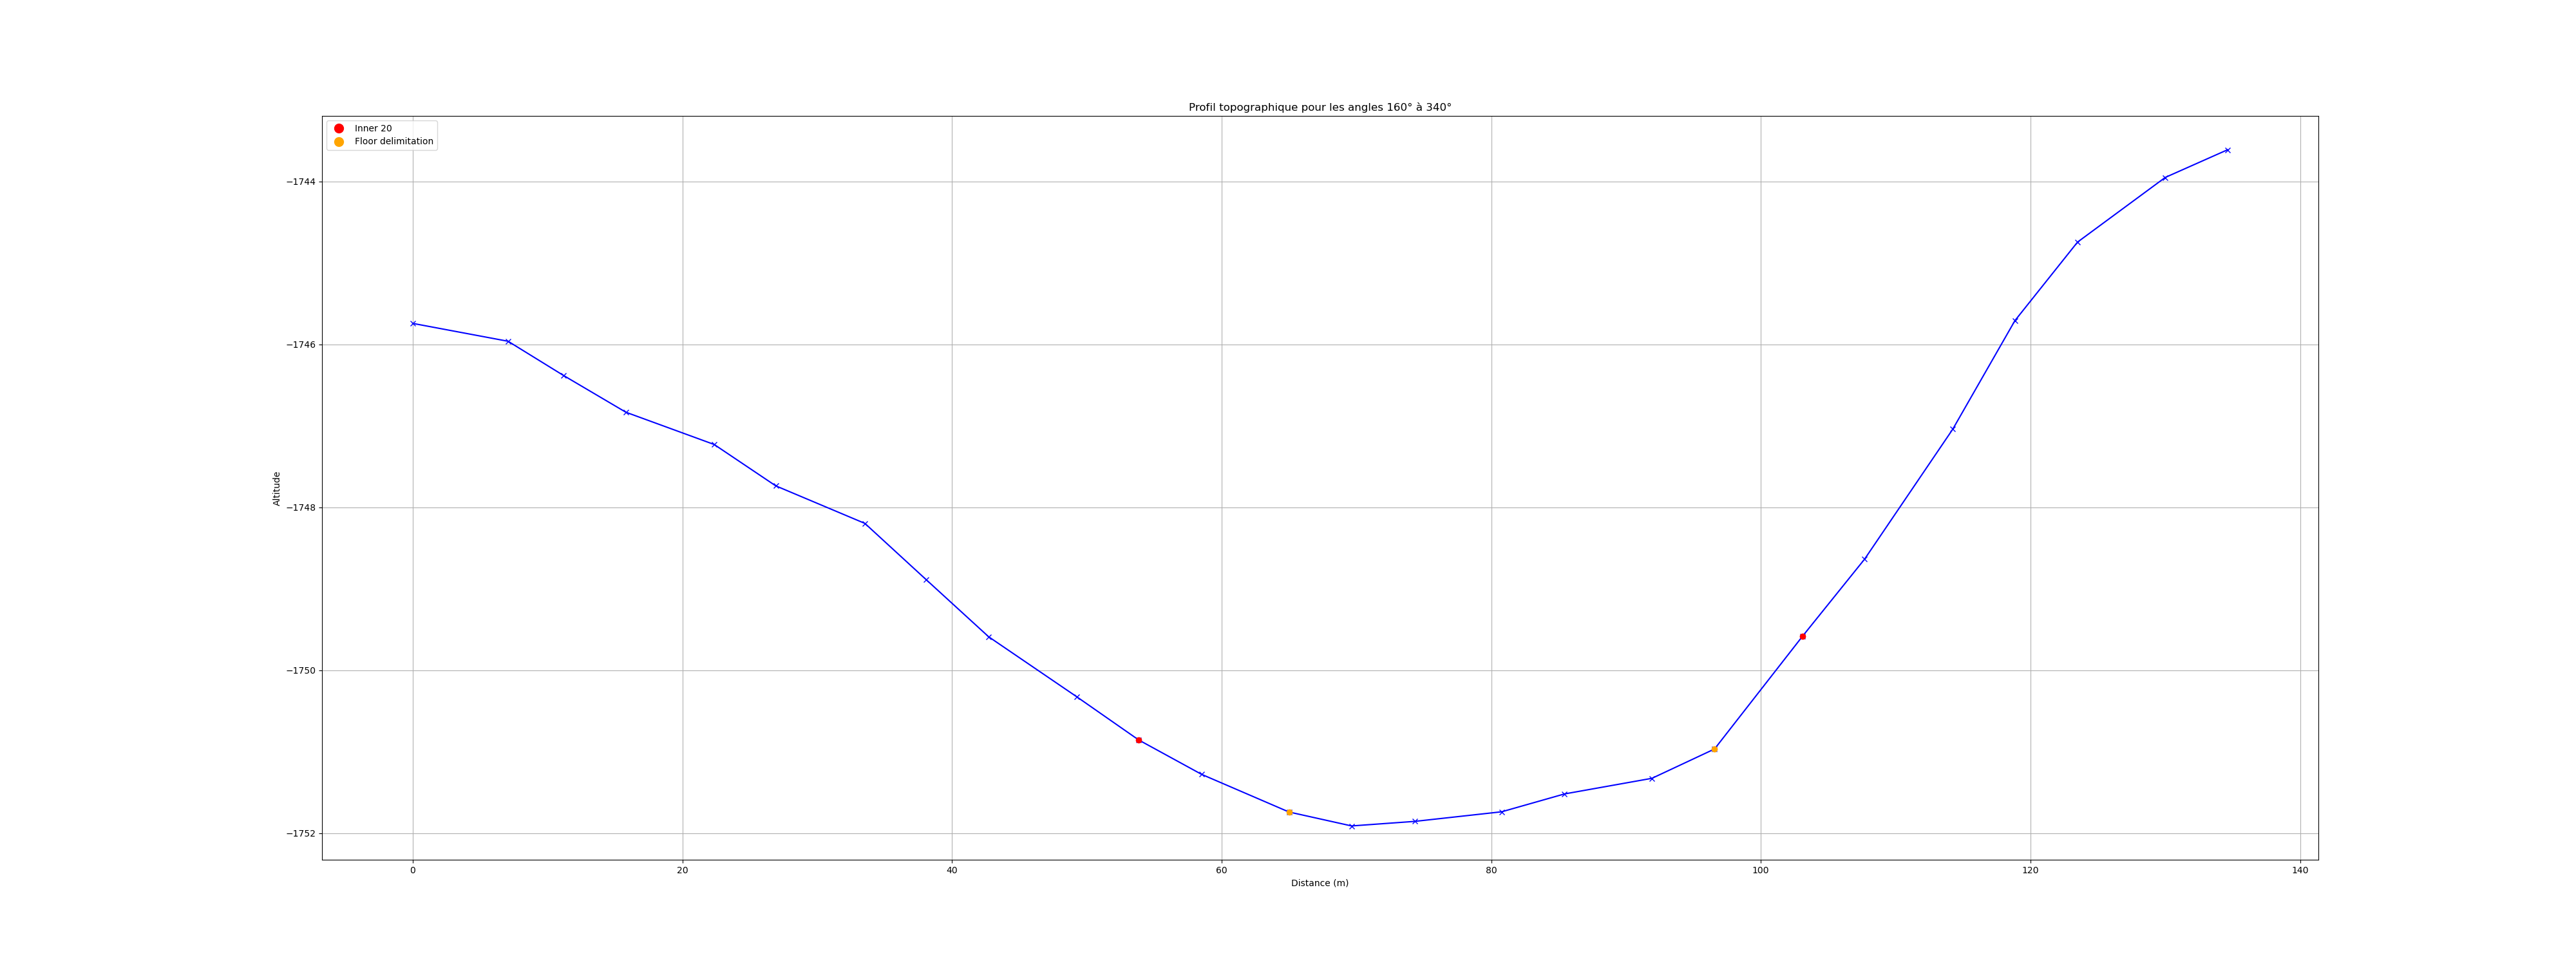 Profil topographique pour les angles 160° à 340°
Inner 20
Floor delimitation
−1744
−1746
−1748
−1750
−1752
Altitude
0 20 40 60 80 100 120 140
Distance (m)